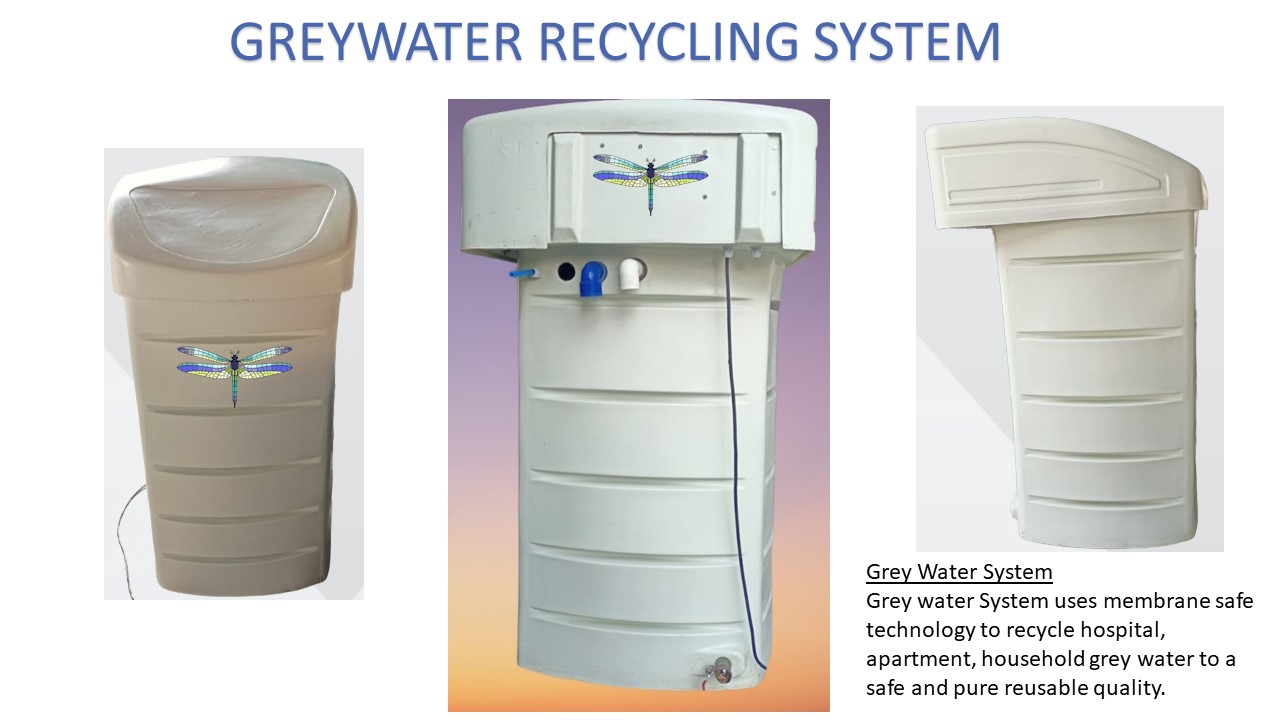 GREYWATER RECYCLING SYSTEM
Grey Water System
Grey water System uses membrane safe
technology to recycle hospital,
apartment, household grey water to a
safe and pure reusable quality.